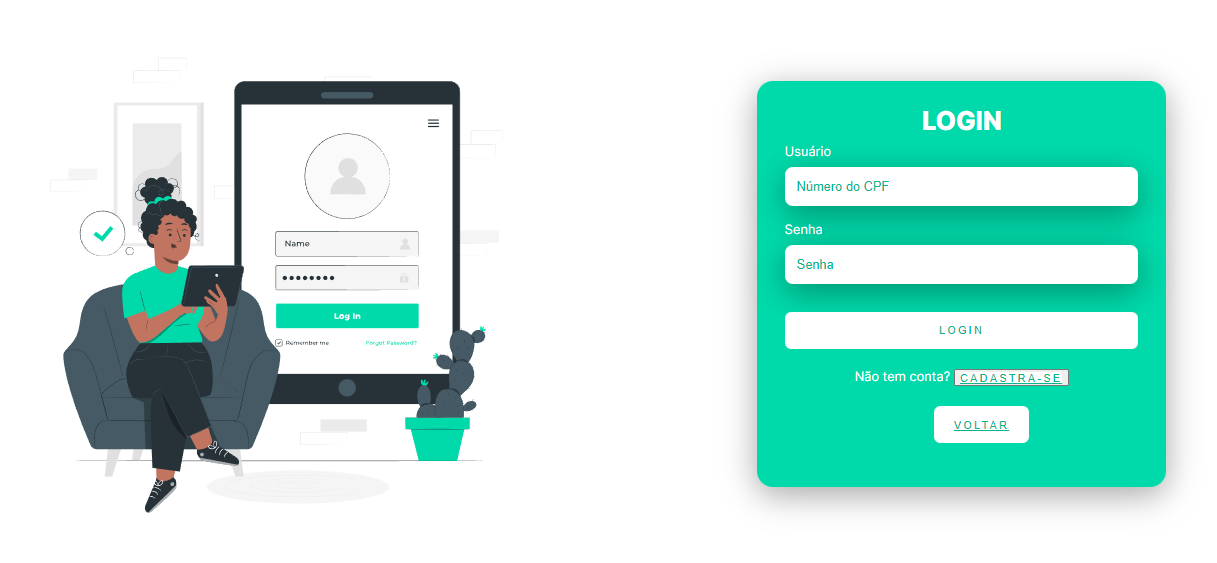 Name
Log In
Remember me
Forgot Password?
LOGIN
Usuário
Número do CPF
Senha
Senha
LOGIN
Não tem conta? CADASTRA-SE
VOLTAR